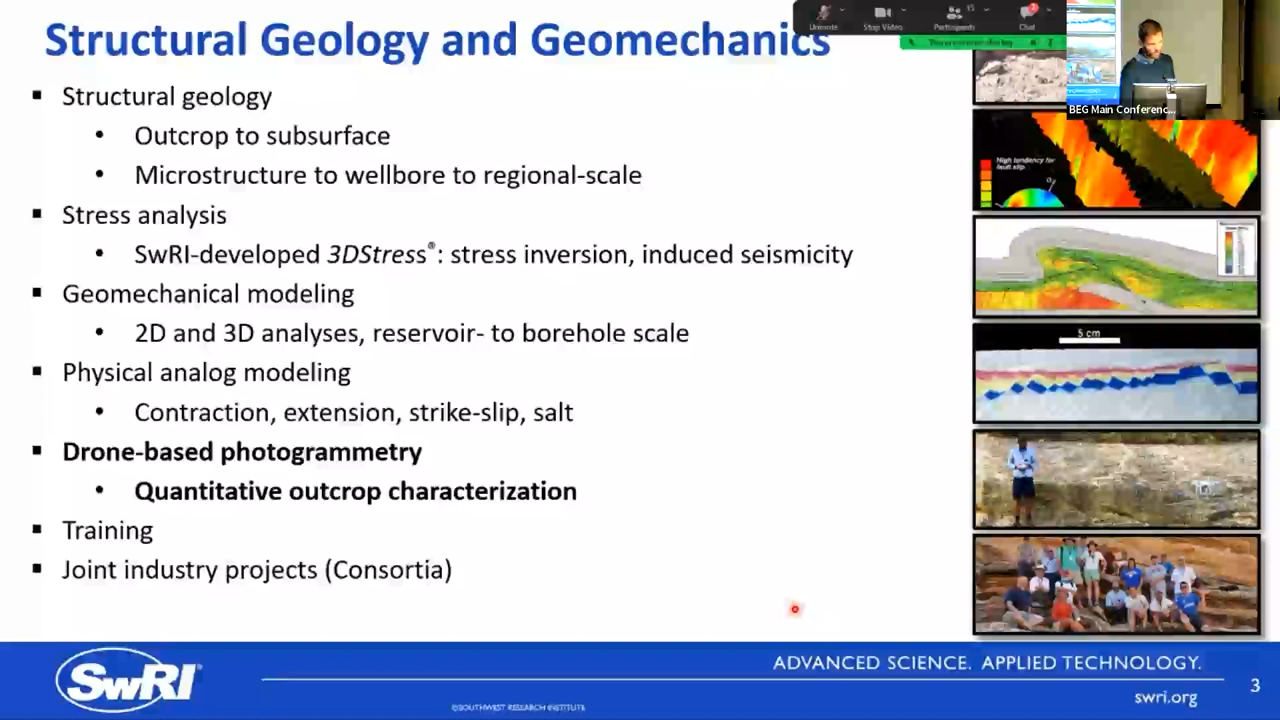 Structural Geology and Geomechanics
▪ Structural geology
• Outcrop to subsurface
• Microstructure to wellbore to regional-scale
▪ Stress analysis
• SwRI-developed 3DStress®: stress inversion, induced seismicity
▪ Geomechanical modeling
• 2D and 3D analyses, reservoir- to borehole scale
▪ Physical analog modeling
• Contraction, extension, strike-slip, salt
▪ Drone-based photogrammetry
• Quantitative outcrop characterization
▪ Training
▪ Joint industry projects (Consortia)
Unmute
Stop Video
Participants
15
Chat
BEG Main Conferenc...
High tendency for
fault slip
5 cm
SwRI
ADVANCED SCIENCE. APPLIED TECHNOLOGY.
swri.org
©SOUTHWEST RESEARCH INSTITUTE
3